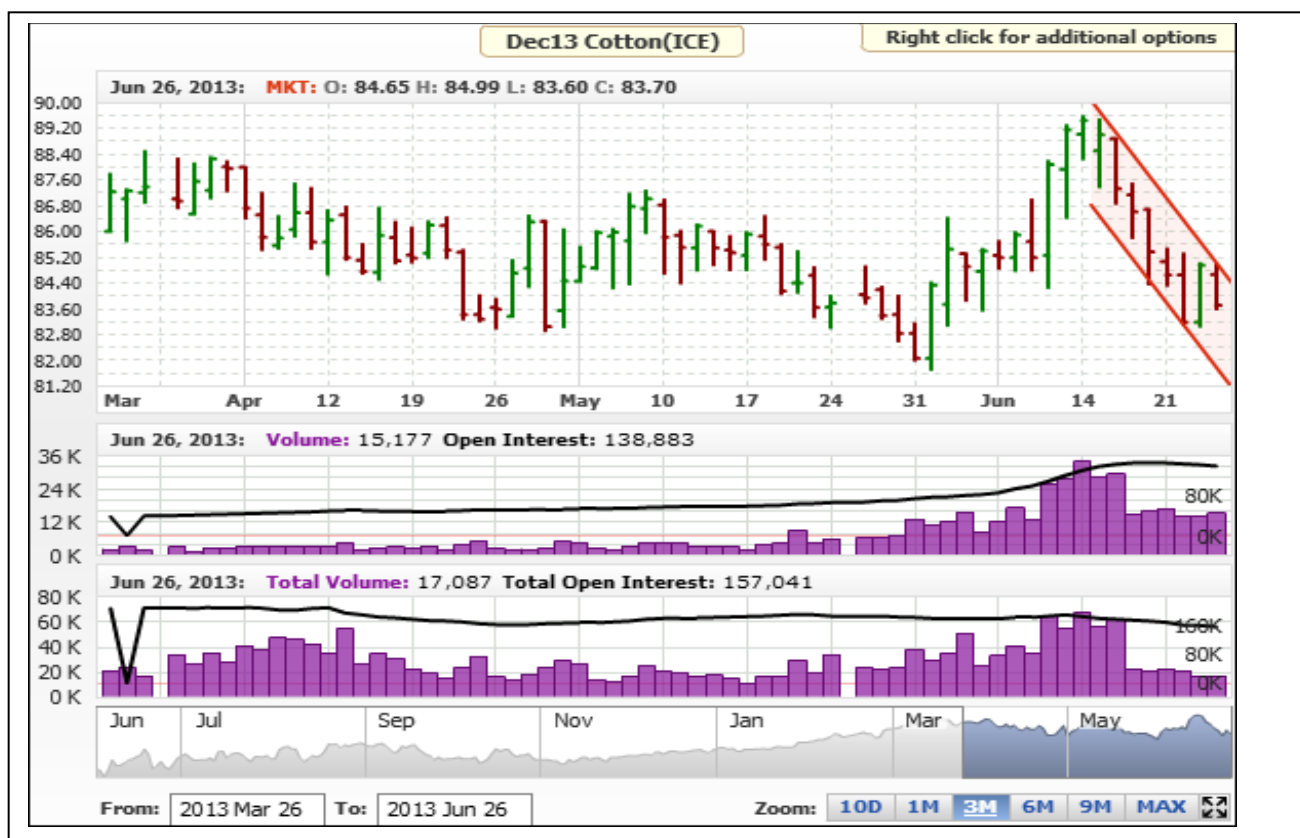 Dec13 Cotton(ICE)
Right click for additional options
Jun 26, 2013: MKT: O: 84.65 H: 84.99 L: 83.60 C: 83.70
90.00
89.20
88.40
87.60
86.80
86.00
85.20
84.40
83.60
82.80
82.00
81.20
Mar Apr 12 19 26 May 10 17 24 31 Jun 14 21
Jun 26, 2013: Volume: 15,177 Open Interest: 138,883
36 K
24 K
12 K
0 K
80K
0K
Jun 26, 2013: Total Volume: 17,087 Total Open Interest: 157,041
80 K
60 K
40 K
20 K
0 K
160K
80K
0K
Jun Jul Sep Nov Jan Mar May
From: 2013 Mar 26 To: 2013 Jun 26 Zoom: 10D 1M 3M 6M 9M MAX